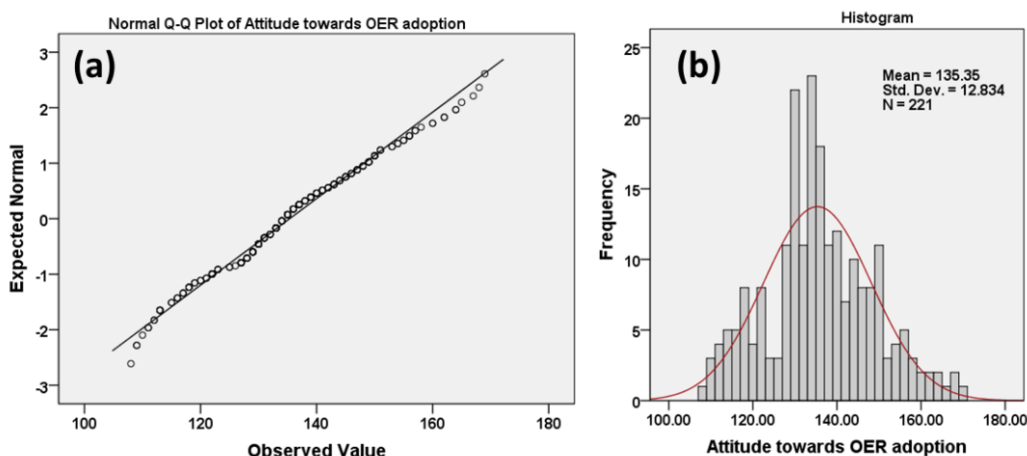 Normal Q-Q Plot of Attitude towards OER adoption
(a)
Expected Normal
3
2
1
0
-1
-2
-3
100
120
140
160
180
Observed Value
Histogram
(b)
Mean = 135.35
Std. Dev. = 12.834
N = 221
Frequency
25
20
15
10
5
0
100.00
120.00
140.00
160.00
180.00
Attitude towards OER adoption